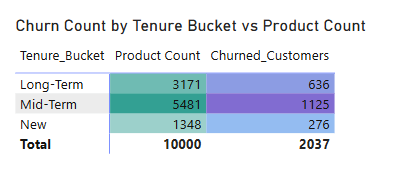 Churn Count by Tenure Bucket vs Product Count
Tenure_Bucket Product Count Churned_Customers
Long-Term 3171 636
Mid-Term 5481 1125
New 1348 276
Total 10000 2037